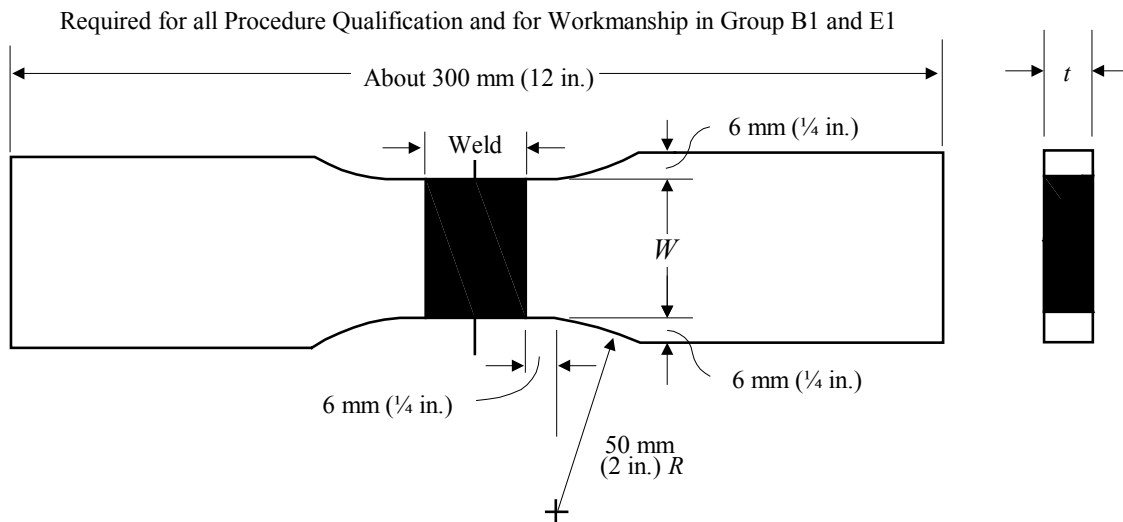 Required for all Procedure Qualification and for Workmanship in Group B1 and E1
About 300 mm (12 in.)
t
6 mm (¼ in.)
Weld
W
6 mm (¼ in.)
6 mm (¼ in.)
50 mm
(2 in.) R